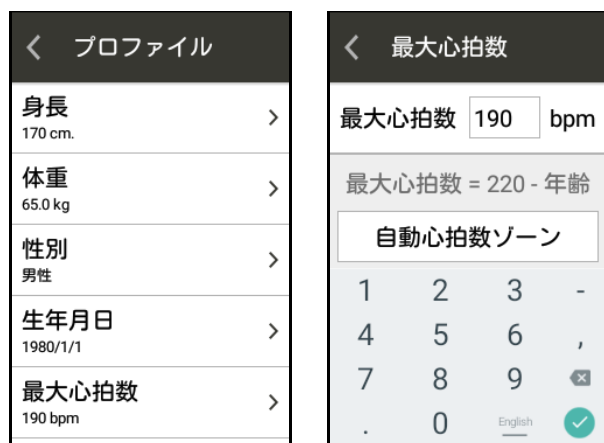 プロファイル
身長
170 cm.
体重
65.0 kg
性別
男性
生年月日
1980/1/1
最大心拍数
190 bpm
最大心拍数
最大心拍数 190 bpm
最大心拍数 = 220 - 年齢
自動心拍数ゾーン
1 2 3 -
4 5 6 ,
7 8 9
. 0 English